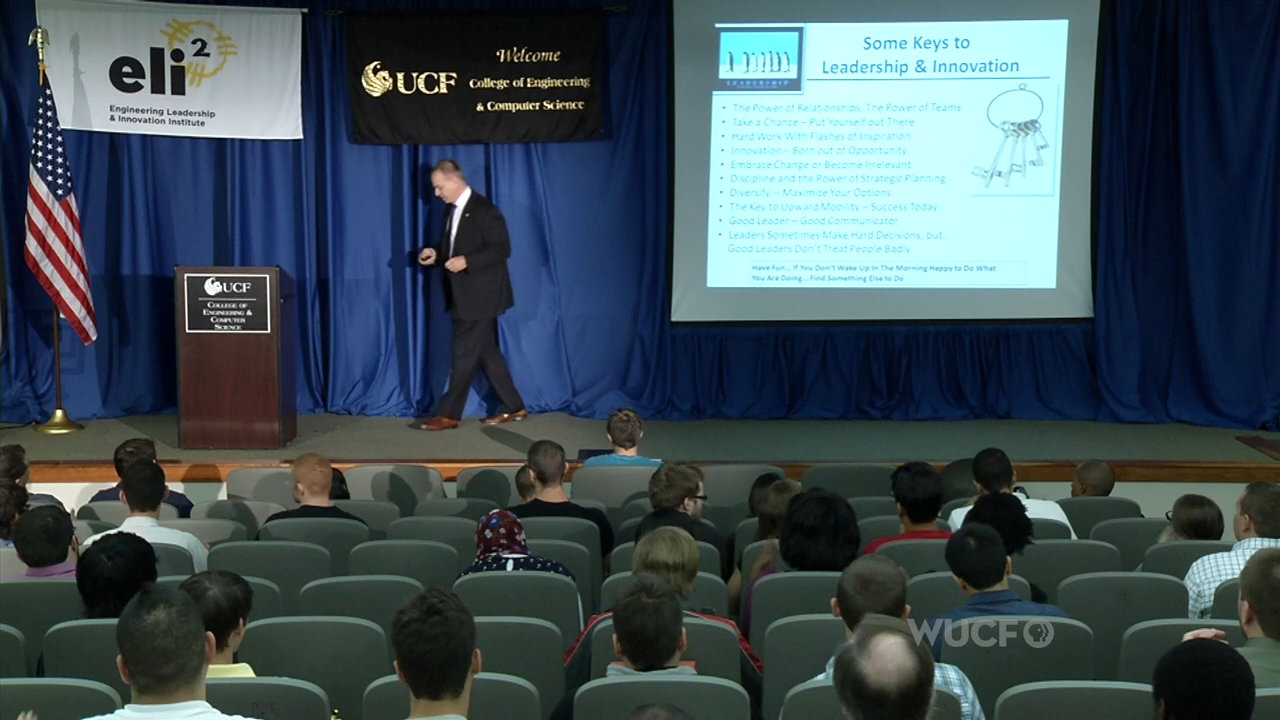 eli2
Engineering Leadership
& Innovation Institute
Welcome
UCF
College of Engineering
& Computer Science
UCF
College of
Engineering &
Computer
Science
Some Keys to
Leadership & Innovation
LEADERSHIP
• The Power of Relationships, The Power of Teams
• Take a Chance – Put Yourself out There
• Hard Work With Flashes of Inspiration
• Innovation – Born out of Opportunity
• Embrace Change or Become Irrelevant
• Discipline and the Power of Strategic Planning
• Diversify – Maximize Your Options
• The Key to Upward Mobility – Success Today
• Good Leader – Good Communicator
• Leaders Sometimes Make Hard Decisions, but...
Good Leaders Don't Treat People Badly
Have Fun... If You Don't Wake Up In The Morning Happy to Do What
You Are Doing... Find Something Else to Do
WUCF